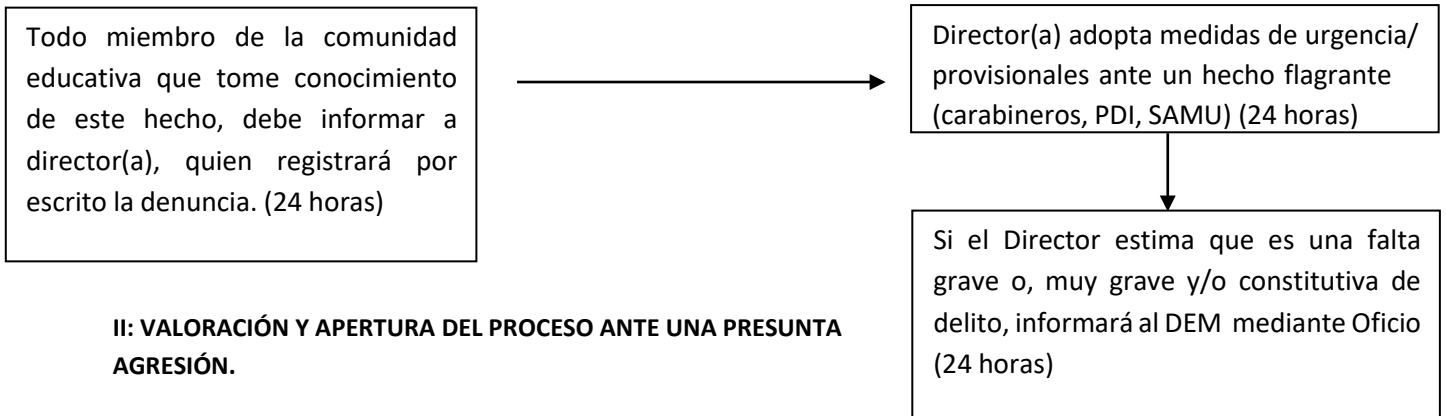 Todo miembro de la comunidad
educativa que tome conocimiento
de este hecho, debe informar a
director(a), quien registrará por
escrito la denuncia. (24 horas)
Director(a) adopta medidas de urgencia/
provisionales ante un hecho flagrante
(carabineros, PDI, SAMU) (24 horas)
Si el Director estima que es una falta
grave o, muy grave y/o constitutiva de
delito, informará al DEM mediante Oficio
(24 horas)
II: VALORACIÓN Y APERTURA DEL PROCESO ANTE UNA PRESUNTA
AGRESIÓN.